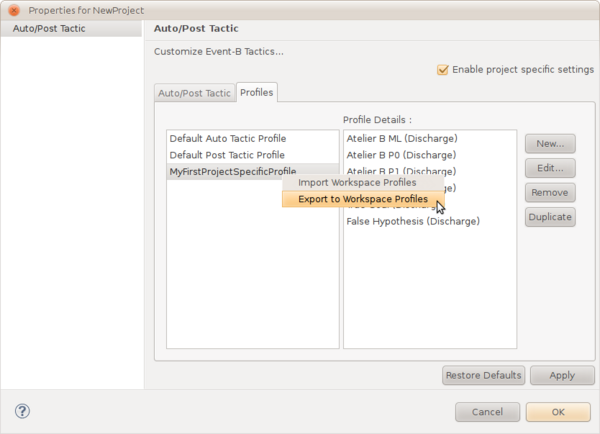 Properties for NewProject
Auto/Post Tactic
Auto/Post Tactic
Customize Event-B Tactics...
Enable project specific settings
Auto/Post Tactic
Profiles
Profile Details :
Default Auto Tactic Profile
Default Post Tactic Profile
MyFirstProjectSpecificProfile
Atelier B ML (Discharge)
Atelier B P0 (Discharge)
Atelier B P1 (Discharge)
False Hypothesis (Discharge)
Import Workspace Profiles
Export to Workspace Profiles
New...
Edit...
Remove
Duplicate
Restore Defaults
Apply
?
Cancel
OK